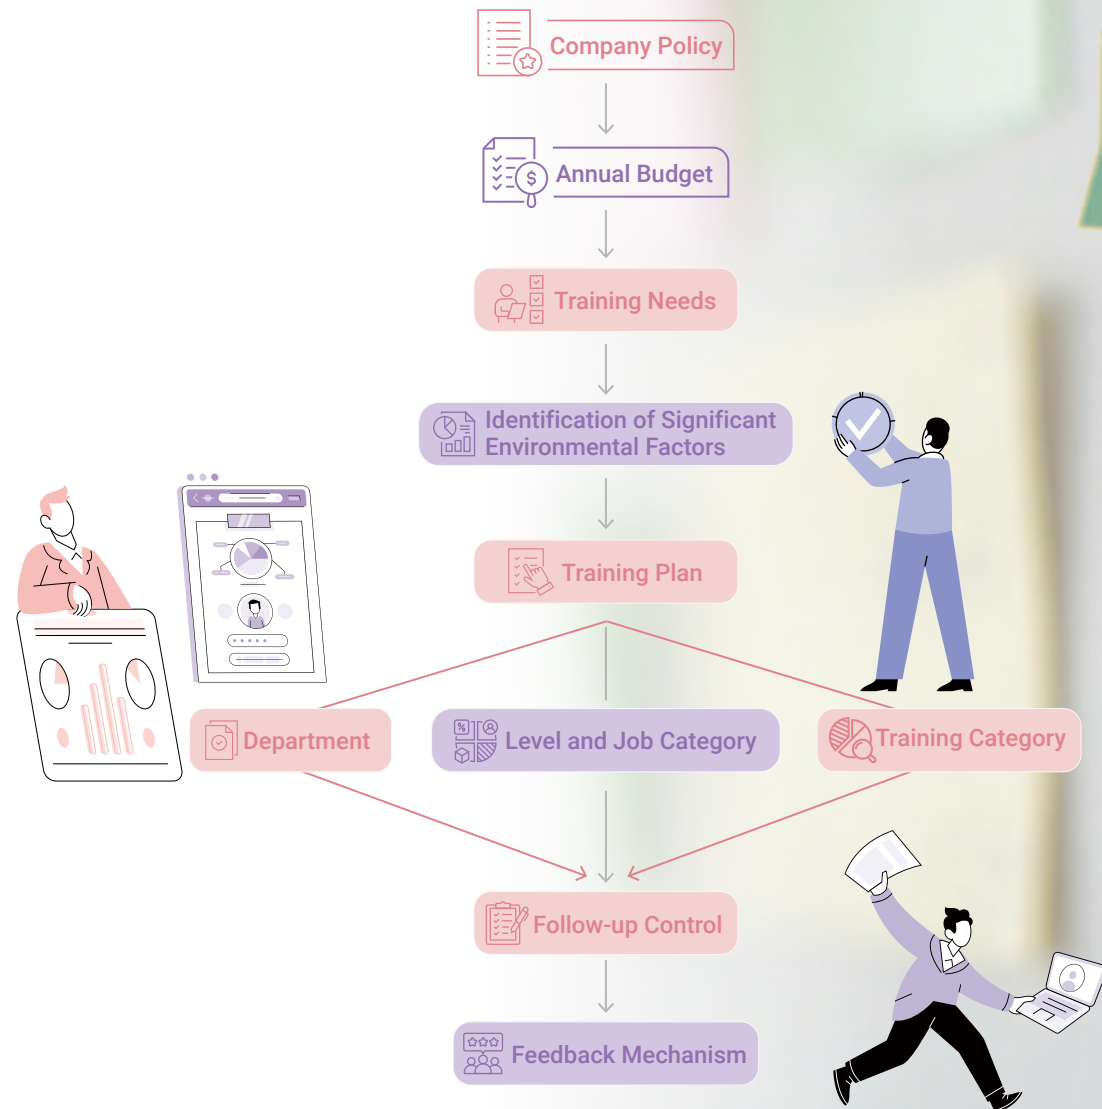 Company Policy
Annual Budget
Training Needs
Identification of Significant
Environmental Factors
Training Plan
Department
Level and Job Category
Training Category
Follow-up Control
Feedback Mechanism